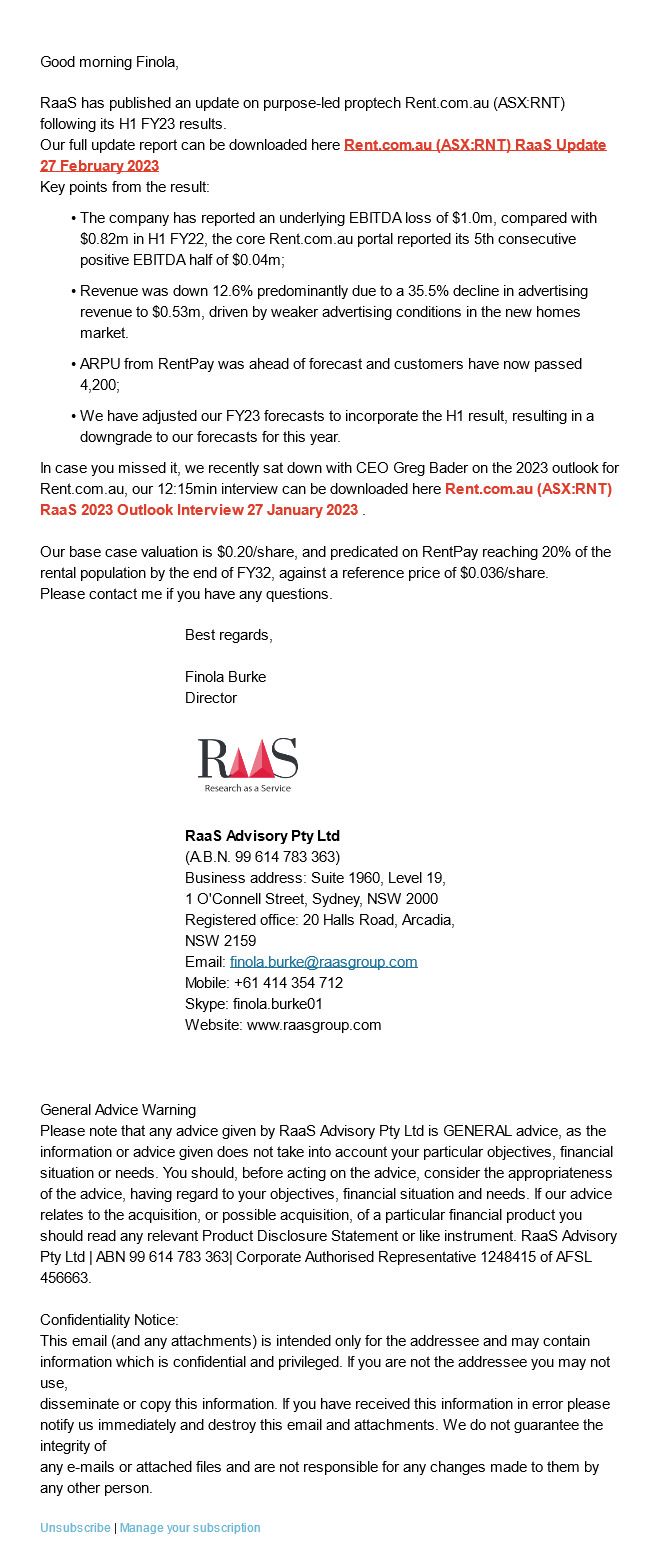 Good morning Finola,
RaaS has published an update on purpose-led proptech Rent.com.au (ASX:RNT)
following its H1 FY23 results.
Our full update report can be downloaded here Rent.com.au (ASX:RNT) RaaS Update
27 February 2023
Key points from the result:
• The company has reported an underlying EBITDA loss of $1.0m, compared with
$0.82m in H1 FY22, the core Rent.com.au portal reported its 5th consecutive
positive EBITDA half of $0.04m;
• Revenue was down 12.6% predominantly due to a 35.5% decline in advertising
revenue to $0.53m, driven by weaker advertising conditions in the new homes
market.
• ARPU from RentPay was ahead of forecast and customers have now passed
4,200;
• We have adjusted our FY23 forecasts to incorporate the H1 result, resulting in a
downgrade to our forecasts for this year.
In case you missed it, we recently sat down with CEO Greg Bader on the 2023 outlook for
Rent.com.au, our 12:15min interview can be downloaded here Rent.com.au (ASX:RNT)
RaaS 2023 Outlook Interview 27 January 2023 .
Our base case valuation is $0.20/share, and predicated on RentPay reaching 20% of the
rental population by the end of FY32, against a reference price of $0.036/share.
Please contact me if you have any questions.
Best regards,
Finola Burke
Director
RaaS
Research as a Service
RaaS Advisory Pty Ltd
(A.B.N. 99 614 783 363)
Business address: Suite 1960, Level 19,
1 O'Connell Street, Sydney, NSW 2000
Registered office: 20 Halls Road, Arcadia,
NSW 2159
Email: finola.burke@raasgroup.com
Mobile: +61 414 354 712
Skype: finola.burke01
Website: www.raasgroup.com
General Advice Warning
Please note that any advice given by RaaS Advisory Pty Ltd is GENERAL advice, as the
information or advice given does not take into account your particular objectives, financial
situation or needs. You should, before acting on the advice, consider the appropriateness
of the advice, having regard to your objectives, financial situation and needs. If our advice
relates to the acquisition, or possible acquisition, of a particular financial product you
should read any relevant Product Disclosure Statement or like instrument. RaaS Advisory
Pty Ltd | ABN 99 614 783 363| Corporate Authorised Representative 1248415 of AFSL
456663.
Confidentiality Notice:
This email (and any attachments) is intended only for the addressee and may contain
information which is confidential and privileged. If you are not the addressee you may not
use,
disseminate or copy this information. If you have received this information in error please
notify us immediately and destroy this email and attachments. We do not guarantee the
integrity of
any e-mails or attached files and are not responsible for any changes made to them by
any other person.
Unsubscribe | Manage your subscription